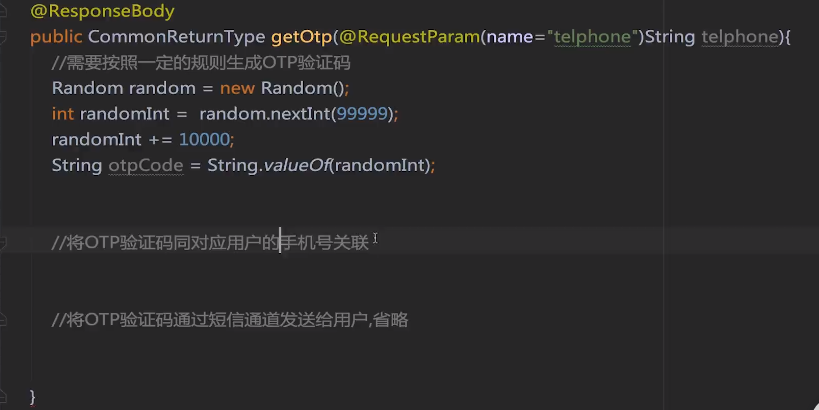 @ResponseBody
public CommonReturnType getOtp(@RequestParam(name="telphone")String telphone){
//需要按照一定的规则生成OTP验证码
Random random = new Random();
int randomInt =  random.nextInt(99999);
randomInt += 10000;
String otpCode = String.valueOf(randomInt);
//将OTP验证码同对应用户的手机号关联
//将OTP验证码通过短信通道发送给用户,省略
}